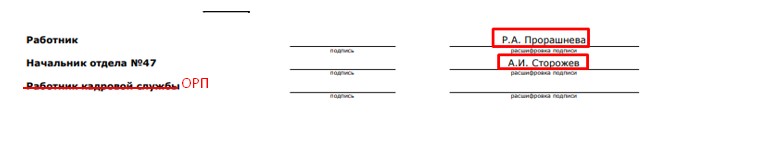 Работник Р.А. Прорашнева
подпись расшифровка подписи
Начальник отдела №47 А.И. Сторожев
подпись расшифровка подписи
Работник кадровой службы ОРП
подпись расшифровка подписи